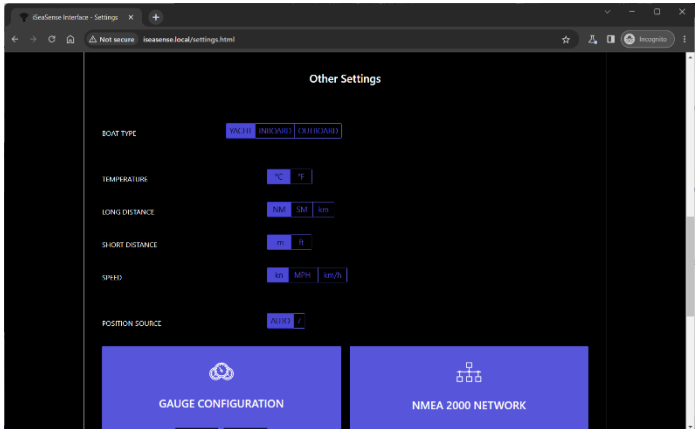 iSeaSense Interface - Settings
Not secure iseasense.local/settings.html
Incognito
Other Settings
BOAT TYPE YACHT INBOARD OUTBOARD
TEMPERATURE °C °F
LONG DISTANCE NM SM km
SHORT DISTANCE m ft
SPEED kn MPH km/h
POSITION SOURCE AUTO /
GAUGE CONFIGURATION NMEA 2000 NETWORK